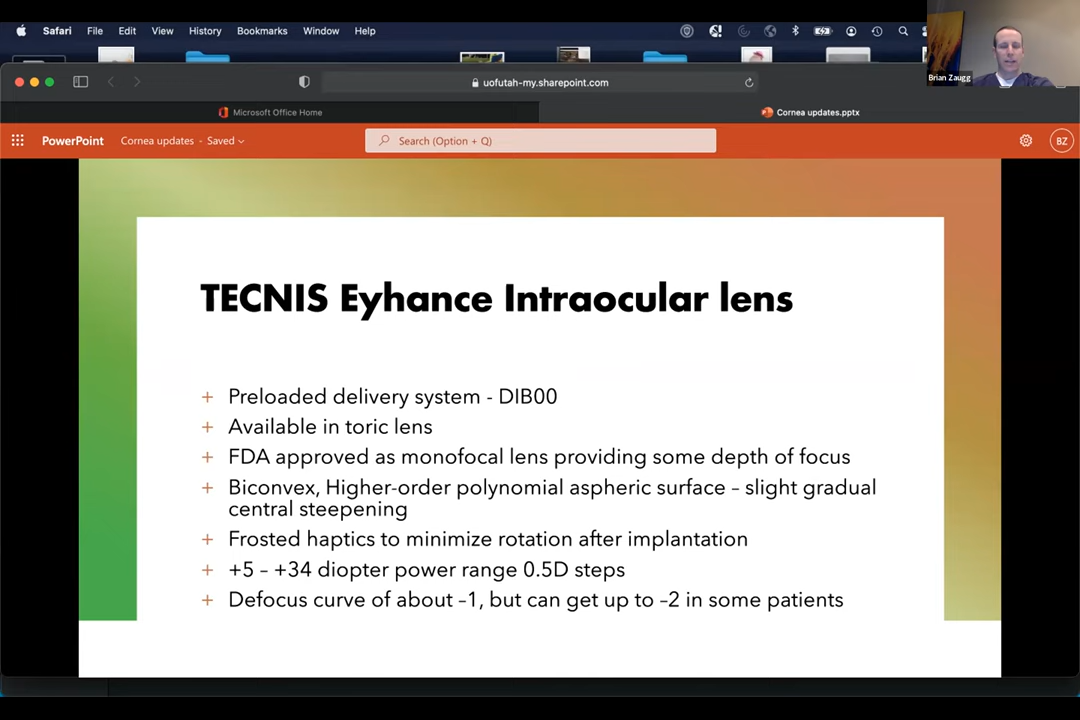 Safari File Edit View History Bookmarks Window Help
Brian Zaugg
uofutah-my.sharepoint.com
Microsoft Office Home
Cornea updates.pptx
PowerPoint Cornea updates - Saved
Search (Option + Q)
BZ
TECNIS Eyhance Intraocular lens
+ Preloaded delivery system - DIB00
+ Available in toric lens
+ FDA approved as monofocal lens providing some depth of focus
+ Biconvex, Higher-order polynomial aspheric surface – slight gradual
central steepening
+ Frosted haptics to minimize rotation after implantation
+ +5 – +34 diopter power range 0.5D steps
+ Defocus curve of about –1, but can get up to –2 in some patients